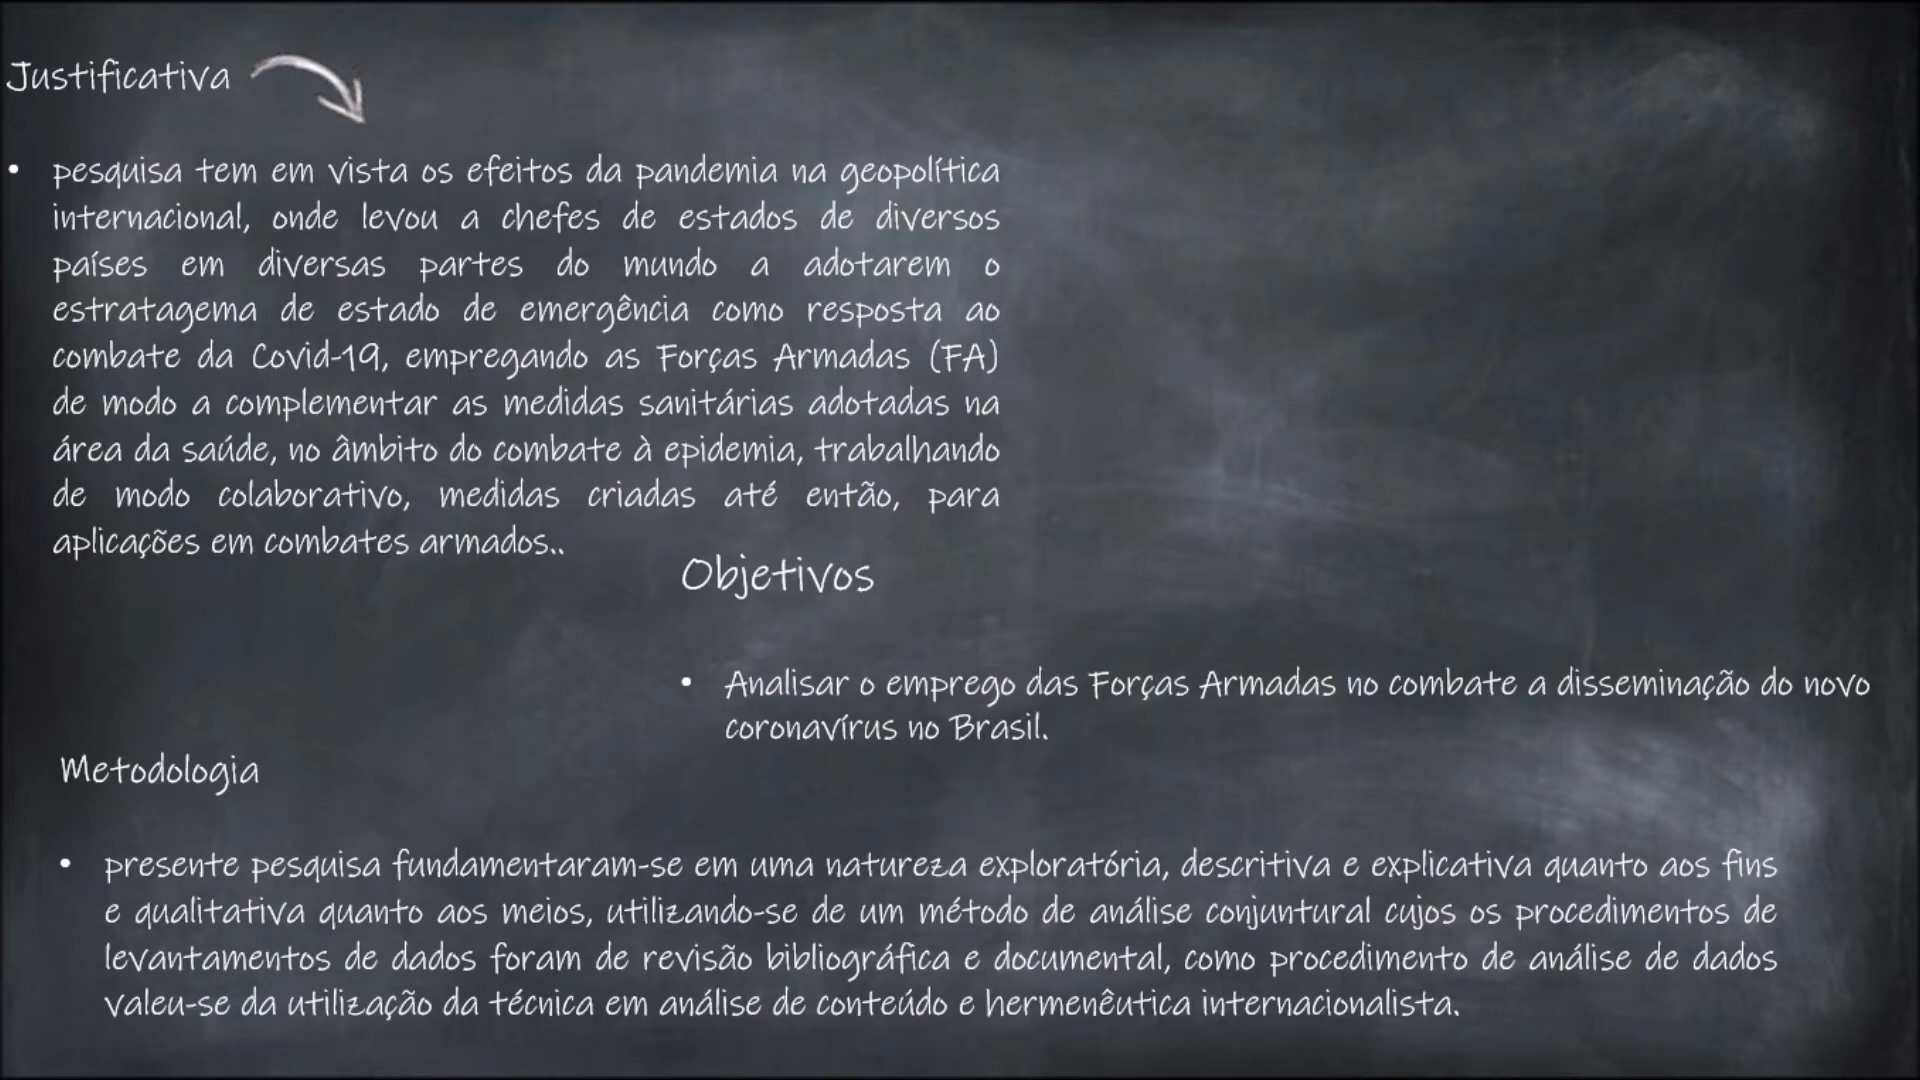 Justificativa
• pesquisa tem em vista os efeitos da pandemia na geopolítica
internacional, onde levou a chefes de estados de diversos
países em diversas partes do mundo a adotarem o
estratagema de estado de emergência como resposta ao
combate da Covid-19, empregando as Forças Armadas (FA)
de modo a complementar as medidas sanitárias adotadas na
área da saúde, no âmbito do combate à epidemia, trabalhando
de modo colaborativo, medidas criadas até então, para
aplicações em combates armados..
Objetivos
• Analisar o emprego das Forças Armadas no combate a disseminação do novo
coronavírus no Brasil.
Metodologia
• presente pesquisa fundamentaram-se em uma natureza exploratória, descritiva e explicativa quanto aos fins
e qualitativa quanto aos meios, utilizando-se de um método de análise conjuntural cujos os procedimentos de
levantamentos de dados foram de revisão bibliográfica e documental, como procedimento de análise de dados
valeu-se da utilização da técnica em análise de conteúdo e hermenêutica internacionalista.